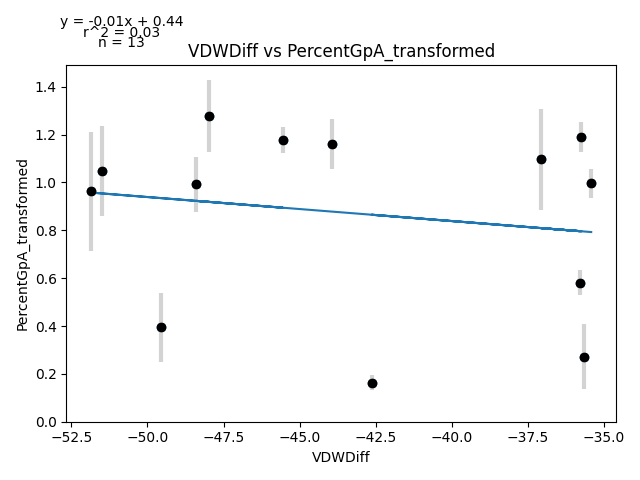 y = -0.01x + 0.44
r^2 = 0.03
n = 13
VDWDiff vs PercentGpA_transformed
PercentGpA_transformed
1.4
1.2
1.0
0.8
0.6
0.4
0.2
0.0
−52.5 −50.0 −47.5 −45.0 −42.5 −40.0 −37.5 −35.0
VDWDiff